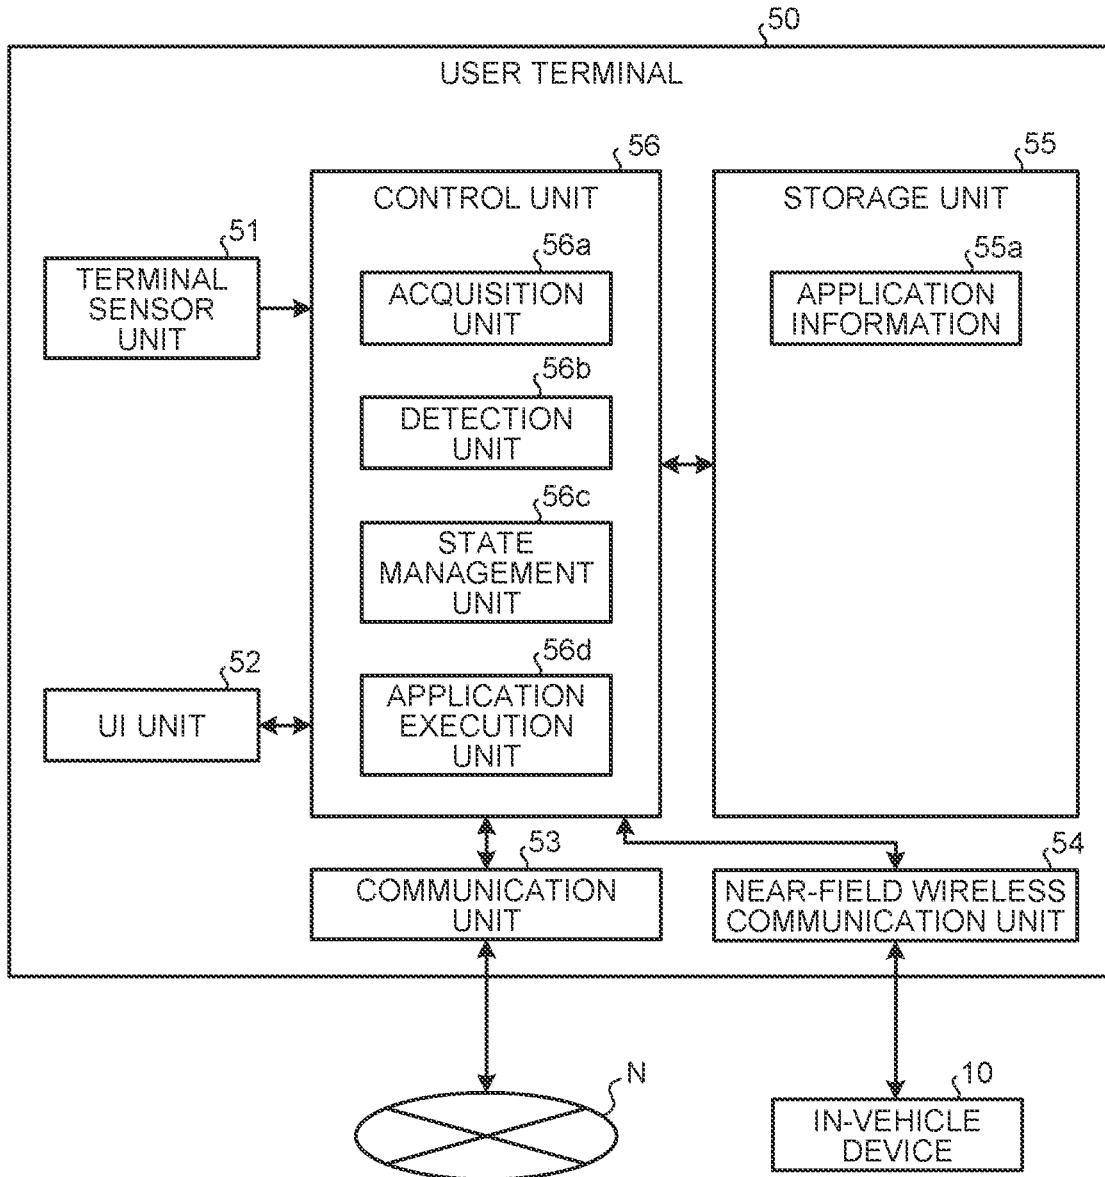 50
USER TERMINAL
56
CONTROL UNIT
55
STORAGE UNIT
51
TERMINAL
SENSOR
UNIT
56a
ACQUISITION
UNIT
55a
APPLICATION
INFORMATION
56b
DETECTION
UNIT
56c
STATE
MANAGEMENT
UNIT
52
UI UNIT
56d
APPLICATION
EXECUTION
UNIT
53
COMMUNICATION
UNIT
54
NEAR-FIELD WIRELESS
COMMUNICATION UNIT
N
10
IN-VEHICLE
DEVICE